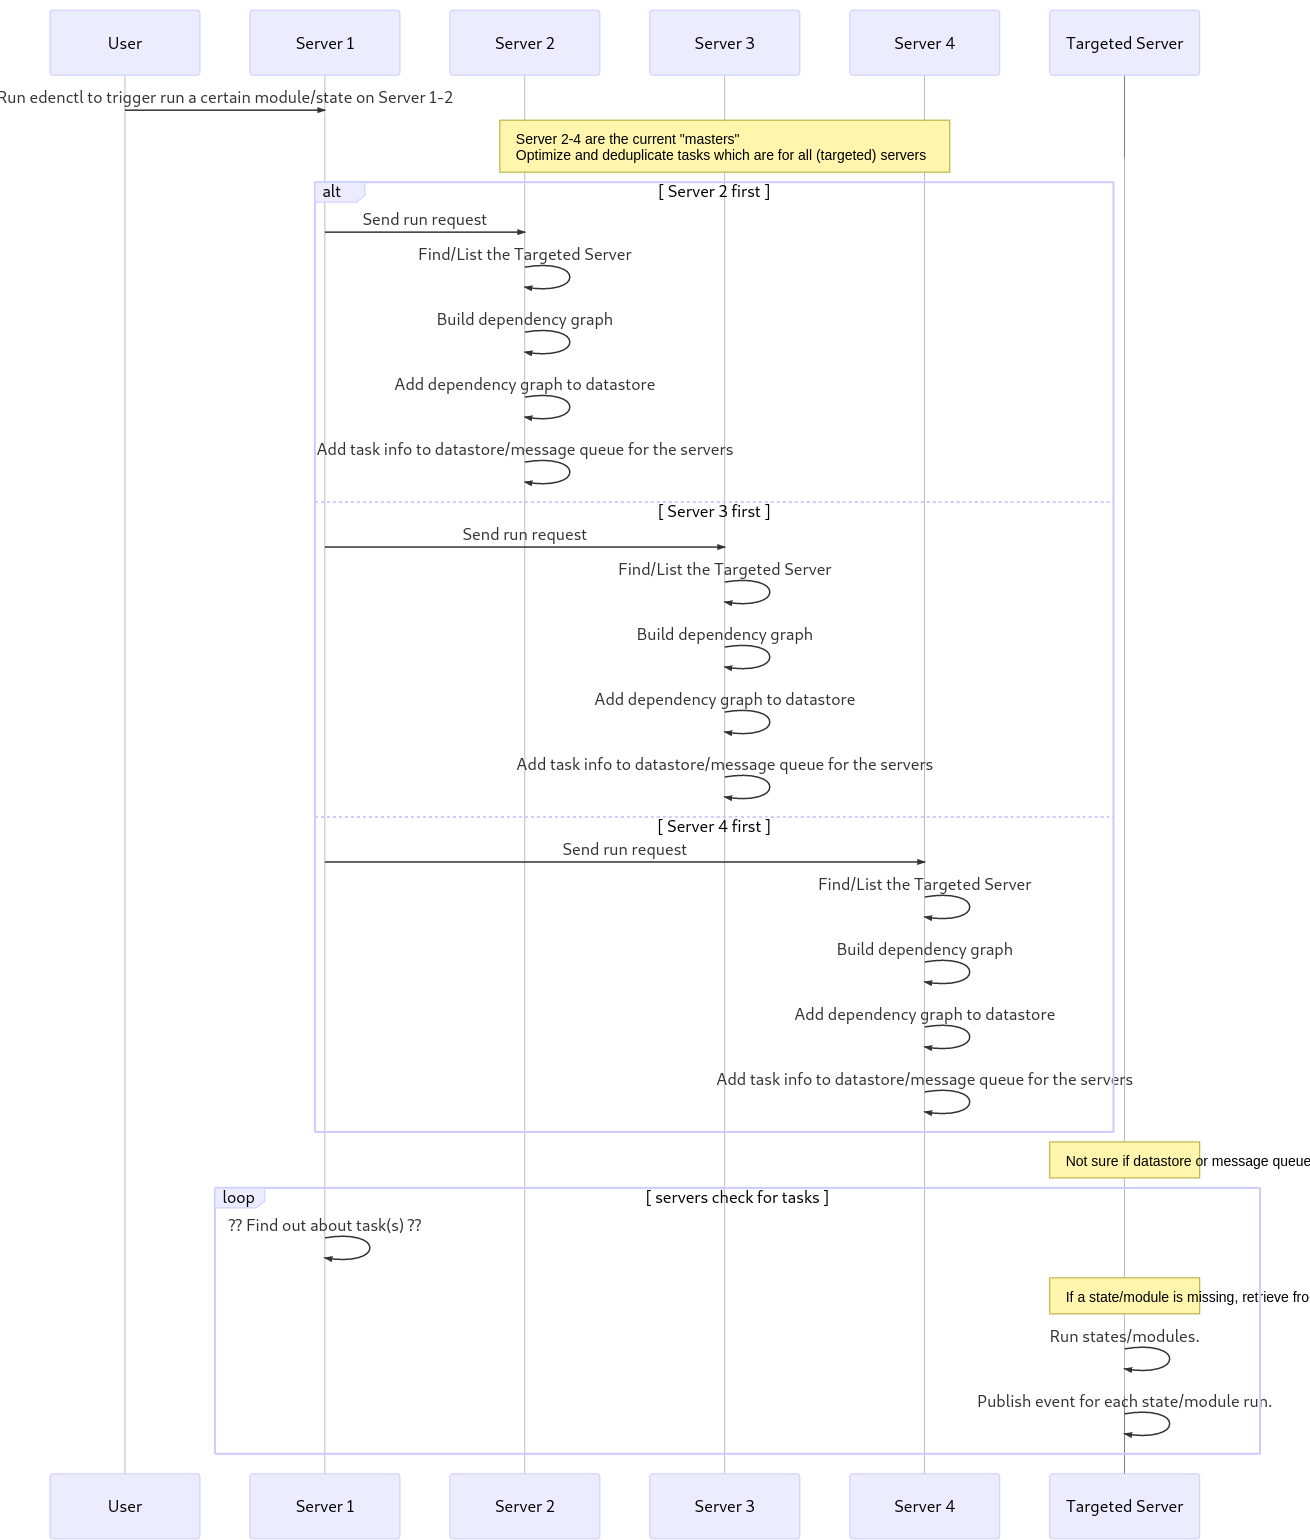 User
Server 1
Server 2
Server 3
Server 4
Targeted Server
Run edenctl to trigger run a certain module/state on Server 1-2
Server 2-4 are the current "masters"
Optimize and deduplicate tasks which are for all (targeted) servers
alt
[ Server 2 first ]
Send run request
Find/List the Targeted Server
Build dependency graph
Add dependency graph to datastore
Add task info to datastore/message queue for the servers
[ Server 3 first ]
Send run request
Find/List the Targeted Server
Build dependency graph
Add dependency graph to datastore
Add task info to datastore/message queue for the servers
[ Server 4 first ]
Send run request
Find/List the Targeted Server
Build dependency graph
Add dependency graph to datastore
Add task info to datastore/message queue for the servers
Not sure if datastore or message queue
loop
[ servers check for tasks ]
?? Find out about task(s) ??
If a state/module is missing, retrieve
Run states/modules.
Publish event for each state/module run.
User
Server 1
Server 2
Server 3
Server 4
Targeted Server